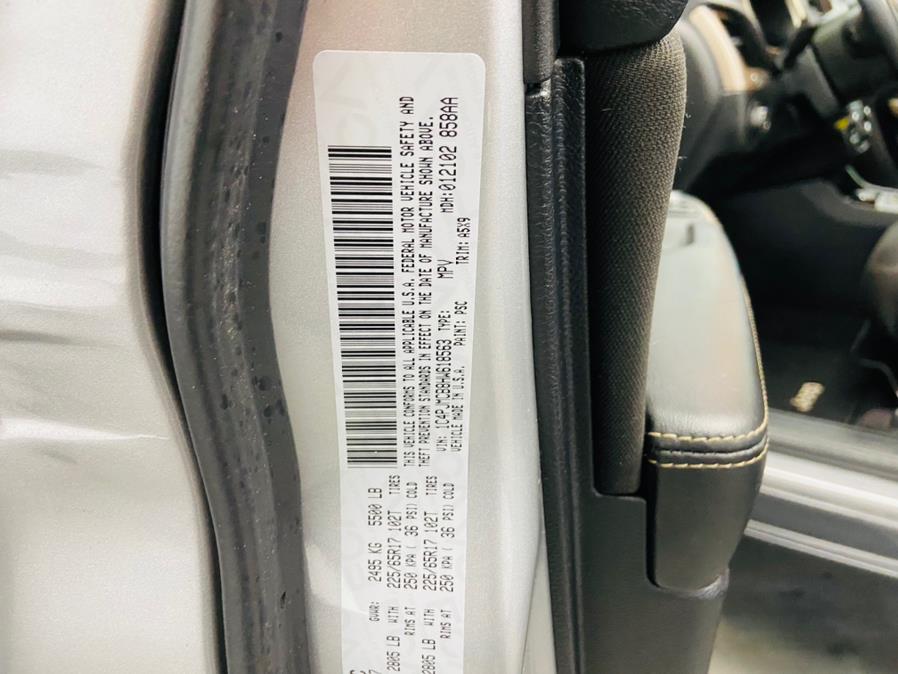 GVWR: 2495 KG 5500 LB
2805 LB WITH 225/65R17 102T TIRES
RIMS AT 250 KPA ( 36 PSI) COLD
2805 LB WITH 225/65R17 102T TIRES
RIMS AT 250 KPA ( 36 PSI) COLD
THIS VEHICLE CONFORMS TO ALL APPLICABLE U.S.A. FEDERAL MOTOR VEHICLE SAFETY AND
THEFT PREVENTION STANDARDS IN EFFECT ON THE DATE OF MANUFACTURE SHOWN ABOVE.
VIN: 1C4PJMCB8HW618563 TYPE: MPV MDH:012102 858AA
VEHICLE MADE IN U.S.A. PAINT: PSC TRIM: A5X9